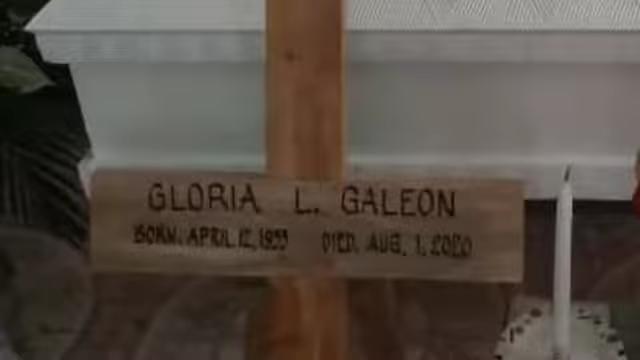 GLORIA L. GALEON
BORN. APRIL 12, DIED. AUG. 1, 2020